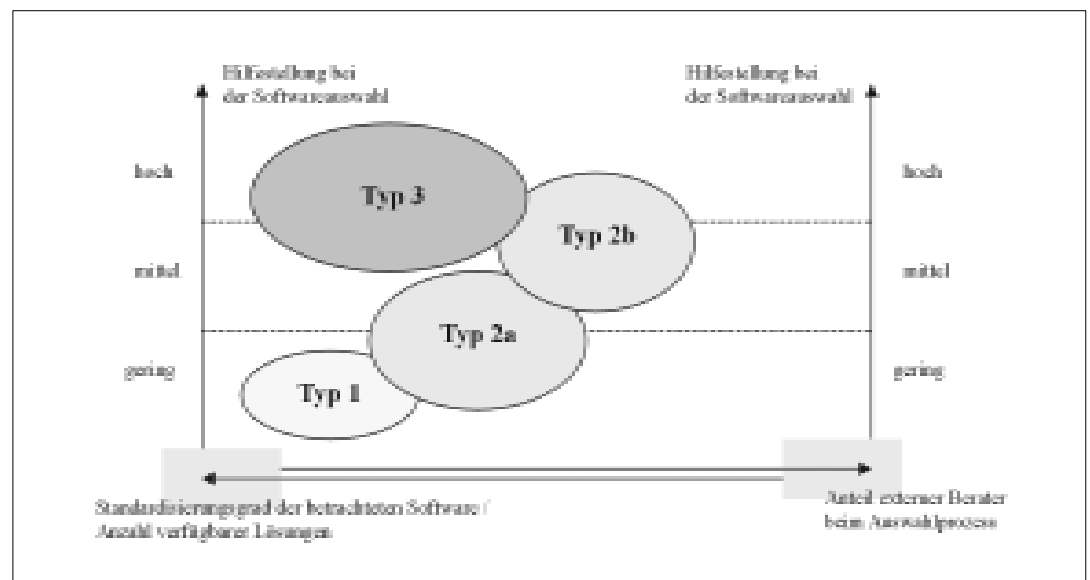 Hilfestellung bei
der Softwareauswahl
Hilfestellung bei
der Softwareauswahl
hoch
hoch
Typ 3
Typ 2b
mittel
mittel
Typ 2a
gering
gering
Typ 1
Standardisierungsgrad der betrachteten Software /
Anzahl verfügbarer Lösungen
Anteil externer Berater
beim Auswahlprozess